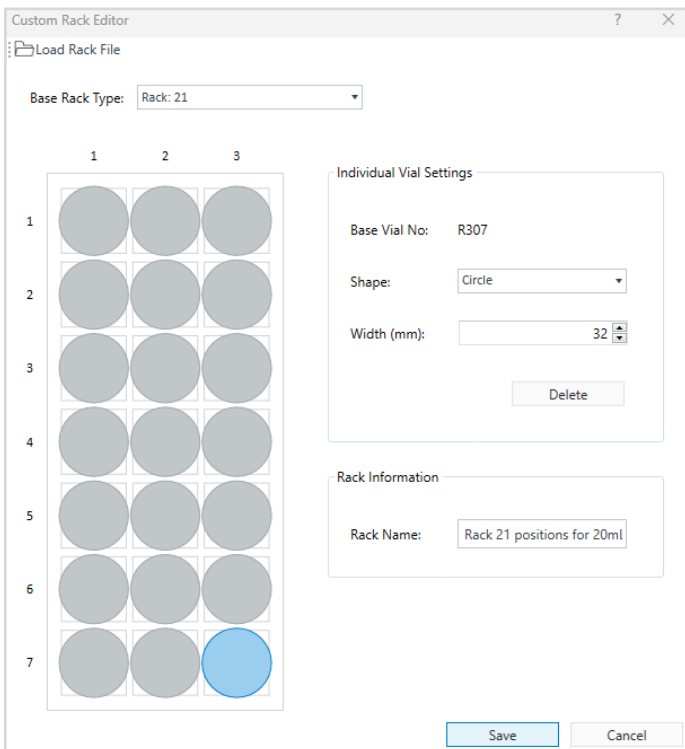 Custom Rack Editor ? ×
Load Rack File
Base Rack Type: Rack: 21
1 2 3
Individual Vial Settings
1
Base Vial No: R307
2
Shape: Circle
Width (mm): 32
3
Delete
4
Rack Information
5
Rack Name: Rack 21 positions for 20ml
6
7
Save Cancel